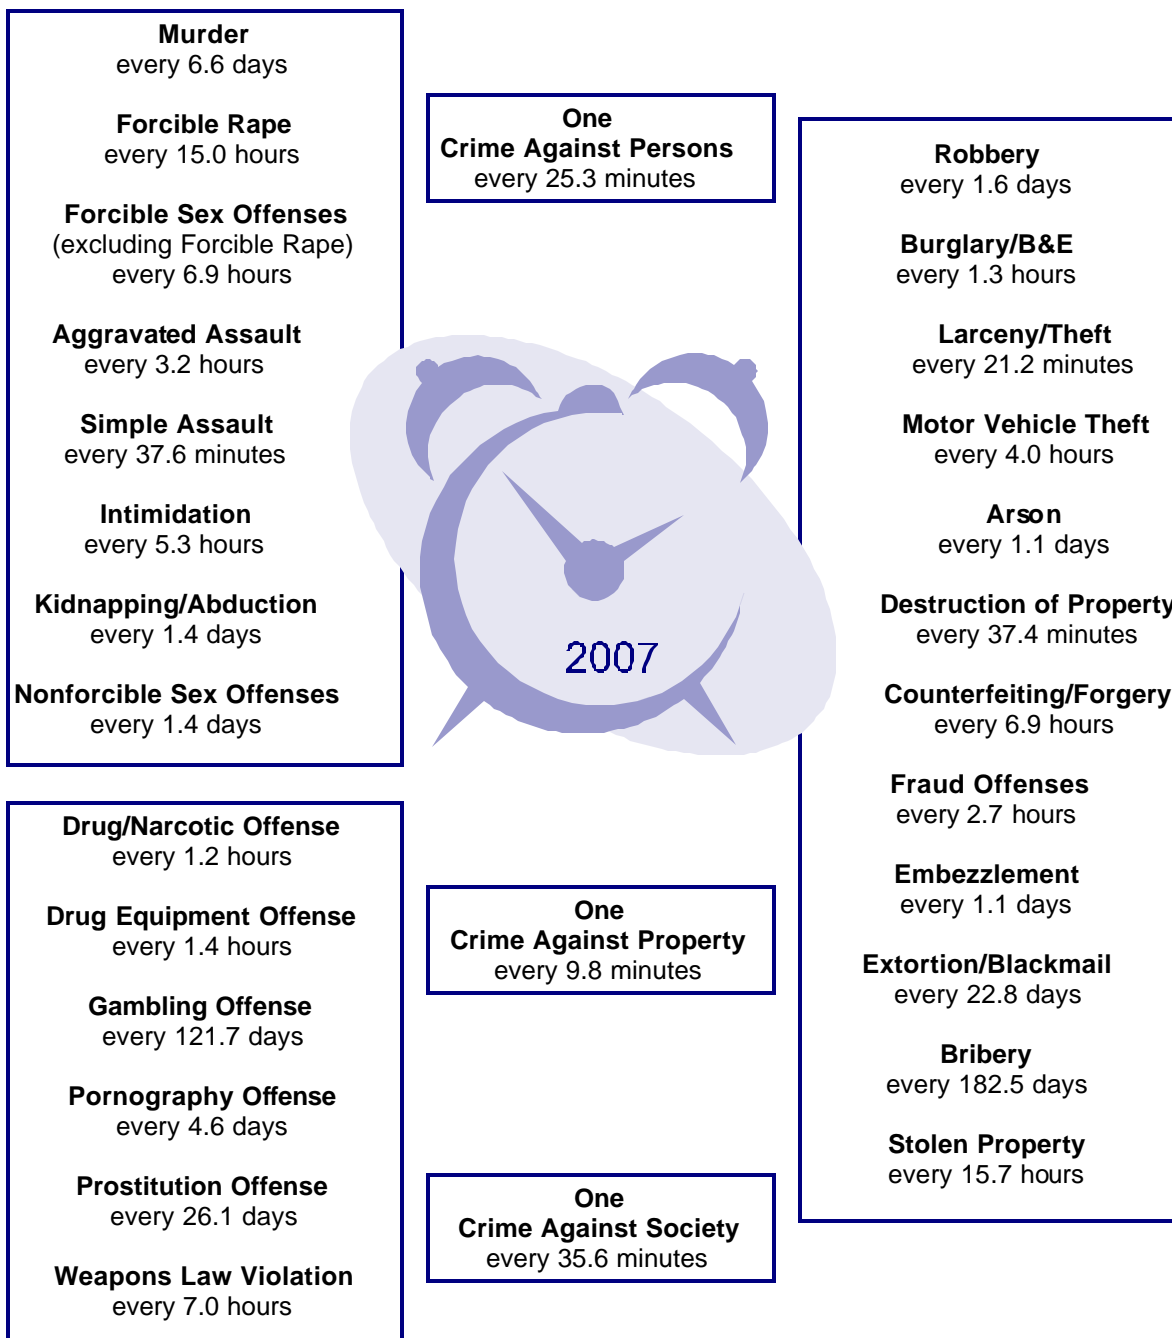 Murder
every 6.6 days
Forcible Rape
every 15.0 hours
Forcible Sex Offenses
(excluding Forcible Rape)
every 6.9 hours
Aggravated Assault
every 3.2 hours
Simple Assault
every 37.6 minutes
Intimidation
every 5.3 hours
Kidnapping/Abduction
every 1.4 days
Nonforcible Sex Offenses
every 1.4 days
Drug/Narcotic Offense
every 1.2 hours
Drug Equipment Offense
every 1.4 hours
Gambling Offense
every 121.7 days
Pornography Offense
every 4.6 days
Prostitution Offense
every 26.1 days
Weapons Law Violation
every 7.0 hours
One
Crime Against Persons
every 25.3 minutes
2007
One
Crime Against Property
every 9.8 minutes
One
Crime Against Society
every 35.6 minutes
Robbery
every 1.6 days
Burglary/B&E
every 1.3 hours
Larceny/Theft
every 21.2 minutes
Motor Vehicle Theft
every 4.0 hours
Arson
every 1.1 days
Destruction of Property
every 37.4 minutes
Counterfeiting/Forgery
every 6.9 hours
Fraud Offenses
every 2.7 hours
Embezzlement
every 1.1 days
Extortion/Blackmail
every 22.8 days
Bribery
every 182.5 days
Stolen Property
every 15.7 hours